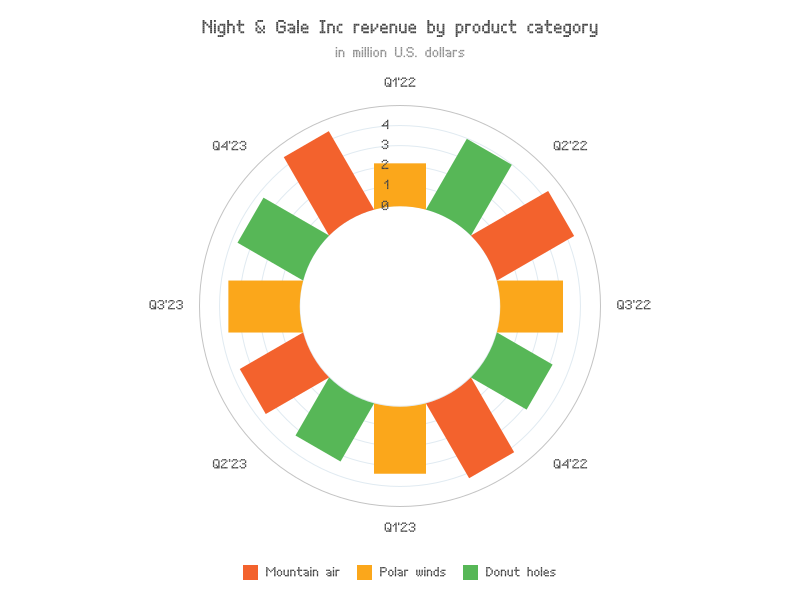 Night & Gale Inc revenue by product category
in million U.S. dollars
Q1'22
Q2'22
Q3'22
Q4'22
Q1'23
Q2'23
Q3'23
Q4'23
4
3
2
1
0
Mountain air
Polar winds
Donut holes